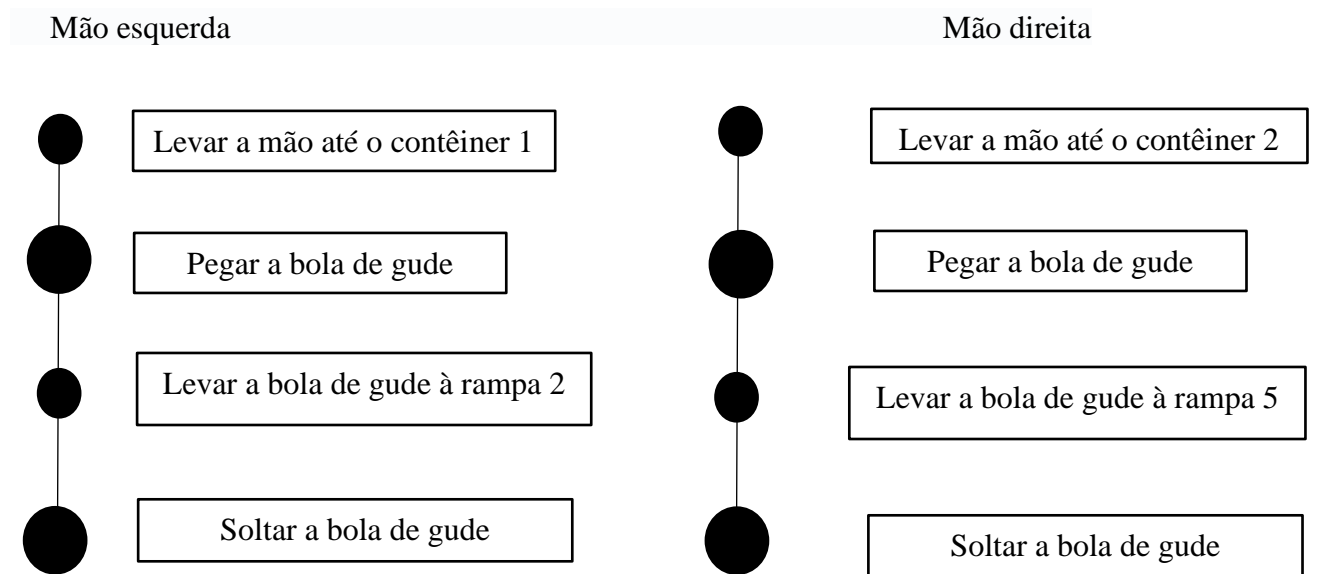 Mão esquerda
Mão direita
Levar a mão até o contêiner 1
Levar a mão até o contêiner 2
Pegar a bola de gude
Pegar a bola de gude
Levar a bola de gude à rampa 2
Levar a bola de gude à rampa 5
Soltar a bola de gude
Soltar a bola de gude